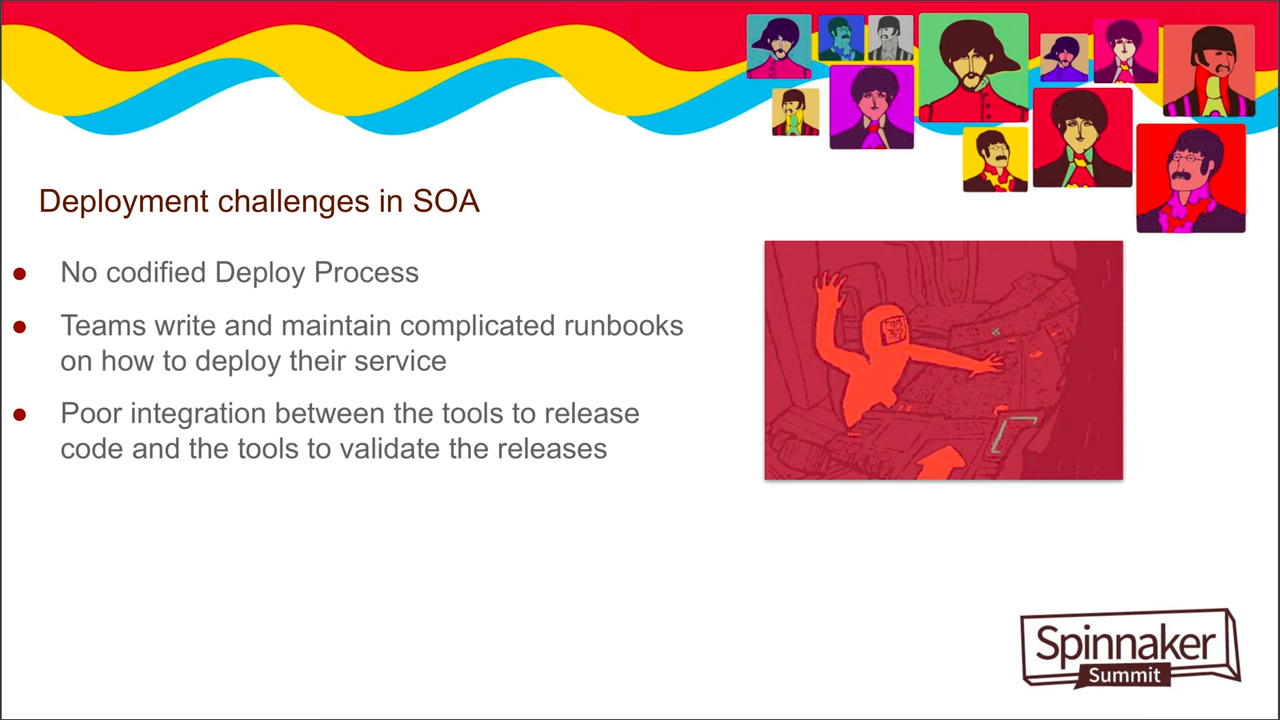 Deployment challenges in SOA
● No codified Deploy Process
● Teams write and maintain complicated runbooks
on how to deploy their service
● Poor integration between the tools to release
code and the tools to validate the releases
Spinnaker
Summit